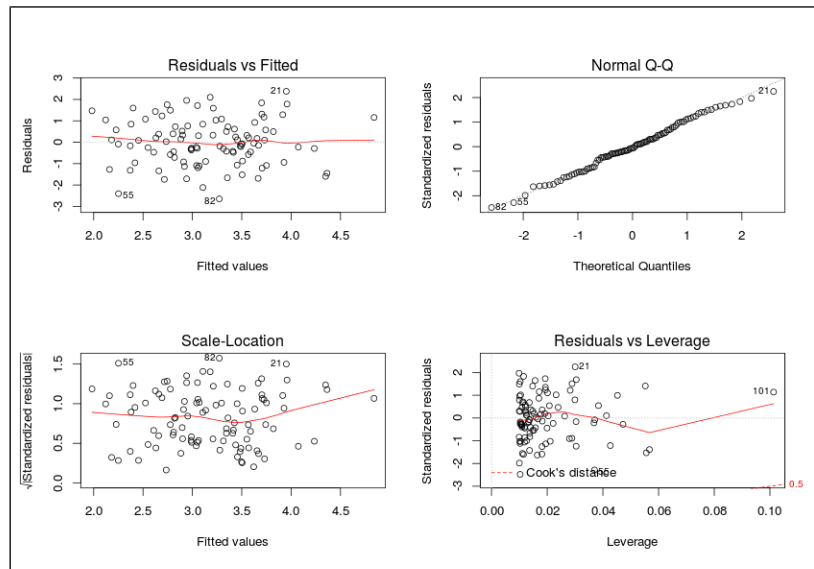 Residuals vs Fitted
Residuals
3
2
1
0
-1
-2
-3
21
55
82
2.0 2.5 3.0 3.5 4.0 4.5
Fitted values
Normal Q-Q
Standardized residuals
2
1
0
-1
-2
21
82
55
-2 -1 0 1 2
Theoretical Quantiles
Scale-Location
√|Standardized residuals|
1.5
1.0
0.5
0.0
55
82
21
2.0 2.5 3.0 3.5 4.0 4.5
Fitted values
Residuals vs Leverage
Standardized residuals
2
1
0
-1
-2
-3
21
101
55
Cook's distance
0.5
0.00 0.02 0.04 0.06 0.08 0.10
Leverage